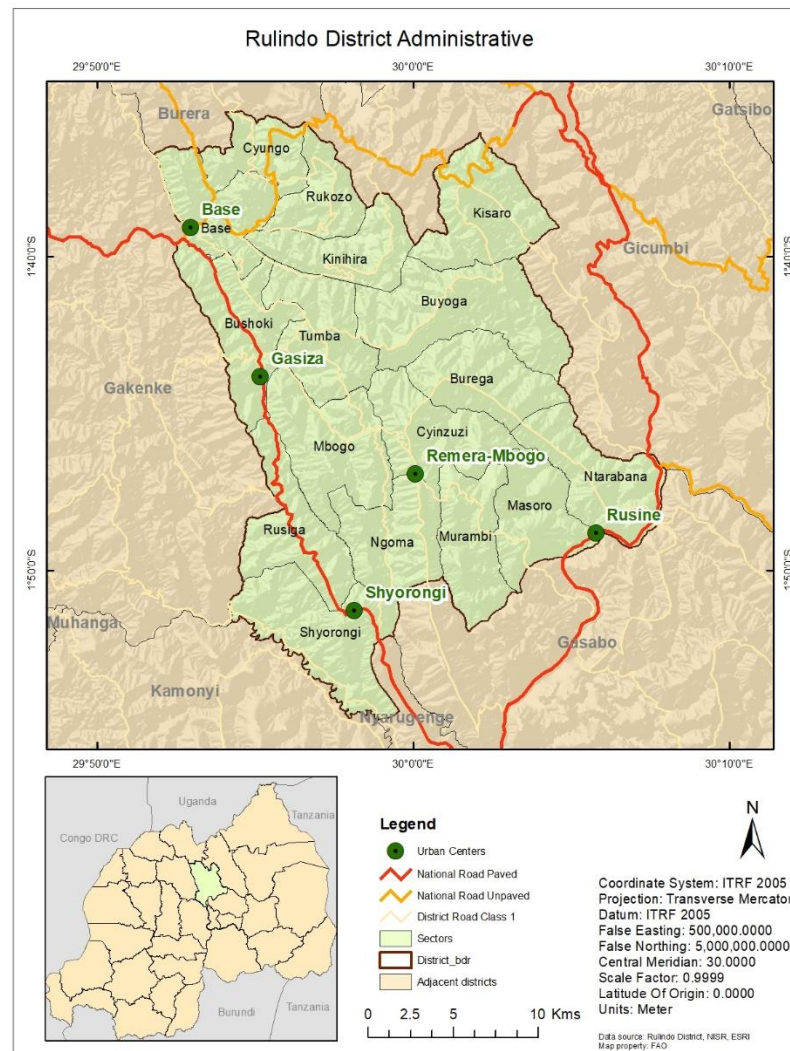 Rulindo District Administrative
29°50'0"E
30°00'0"E
30°10'0"E
Burera
Gatsibo
Cyungo
Rukozo
Base
Base
Kisaro
1°40'0"S
1°40'0"S
Kinihira
Gicumbi
Buyoga
Bushoki
Tumba
Gasiza
Gakenke
Burega
Cyinzuzi
Mbogo
Remera-Mbogo
Ntarabana
Masoro
Rusine
Rusiga
Ngoma
Murambi
1°50'0"S
1°50'0"S
Shyorongi
Muhanga
Shyorongi
Gasabo
Kamonyi
Nyarugenge
29°50'0"E
30°00'0"E
30°10'0"E
Uganda
Tanzania
Congo DRC
Burundi
Tanzania
N
Legend
Urban Centers
National Road Paved
National Road Unpaved
District Road Class 1
Sectors
District_bdr
Adjacent districts
0 2.5 5 10 Kms
Coordinate System: ITRF 2005
Projection: Transverse Mercator
Datum: ITRF 2005
False Easting: 500,000.0000
False Northing: 5,000,000.0000
Central Meridian: 30.0000
Scale Factor: 0.9999
Latitude Of Origin: 0.0000
Units: Meter
Data source: Rulindo District, NISR, ESRI
Map property: FAO